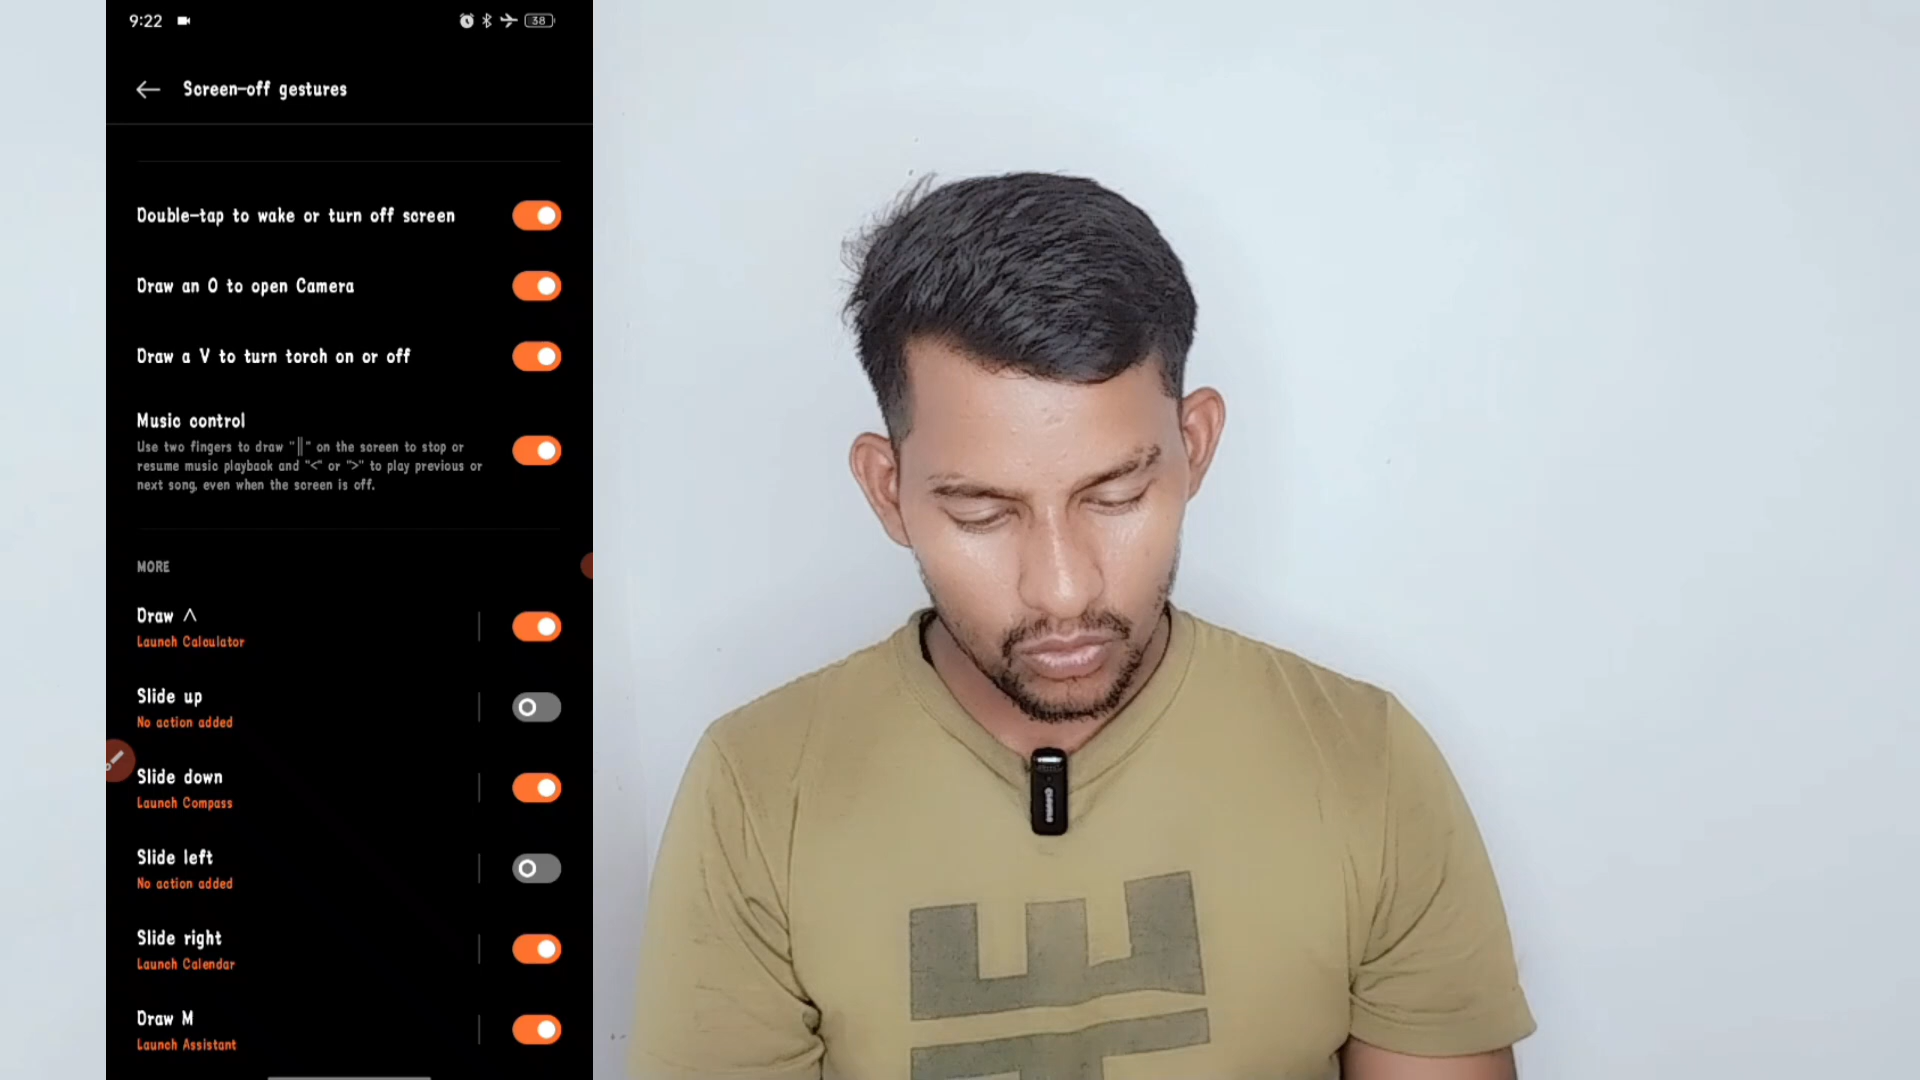 9:22
38
Screen-off gestures
Double-tap to wake or turn off screen
Draw an O to open Camera
Draw a V to turn torch on or off
Music control
Use two fingers to draw "||" on the screen to stop or
resume music playback and "<" or ">" to play previous or
next song, even when the screen is off.
MORE
Draw ^
Launch Calculator
Slide up
No action added
Slide down
Launch Compass
Slide left
No action added
Slide right
Launch Calendar
Draw M
Launch Assistant